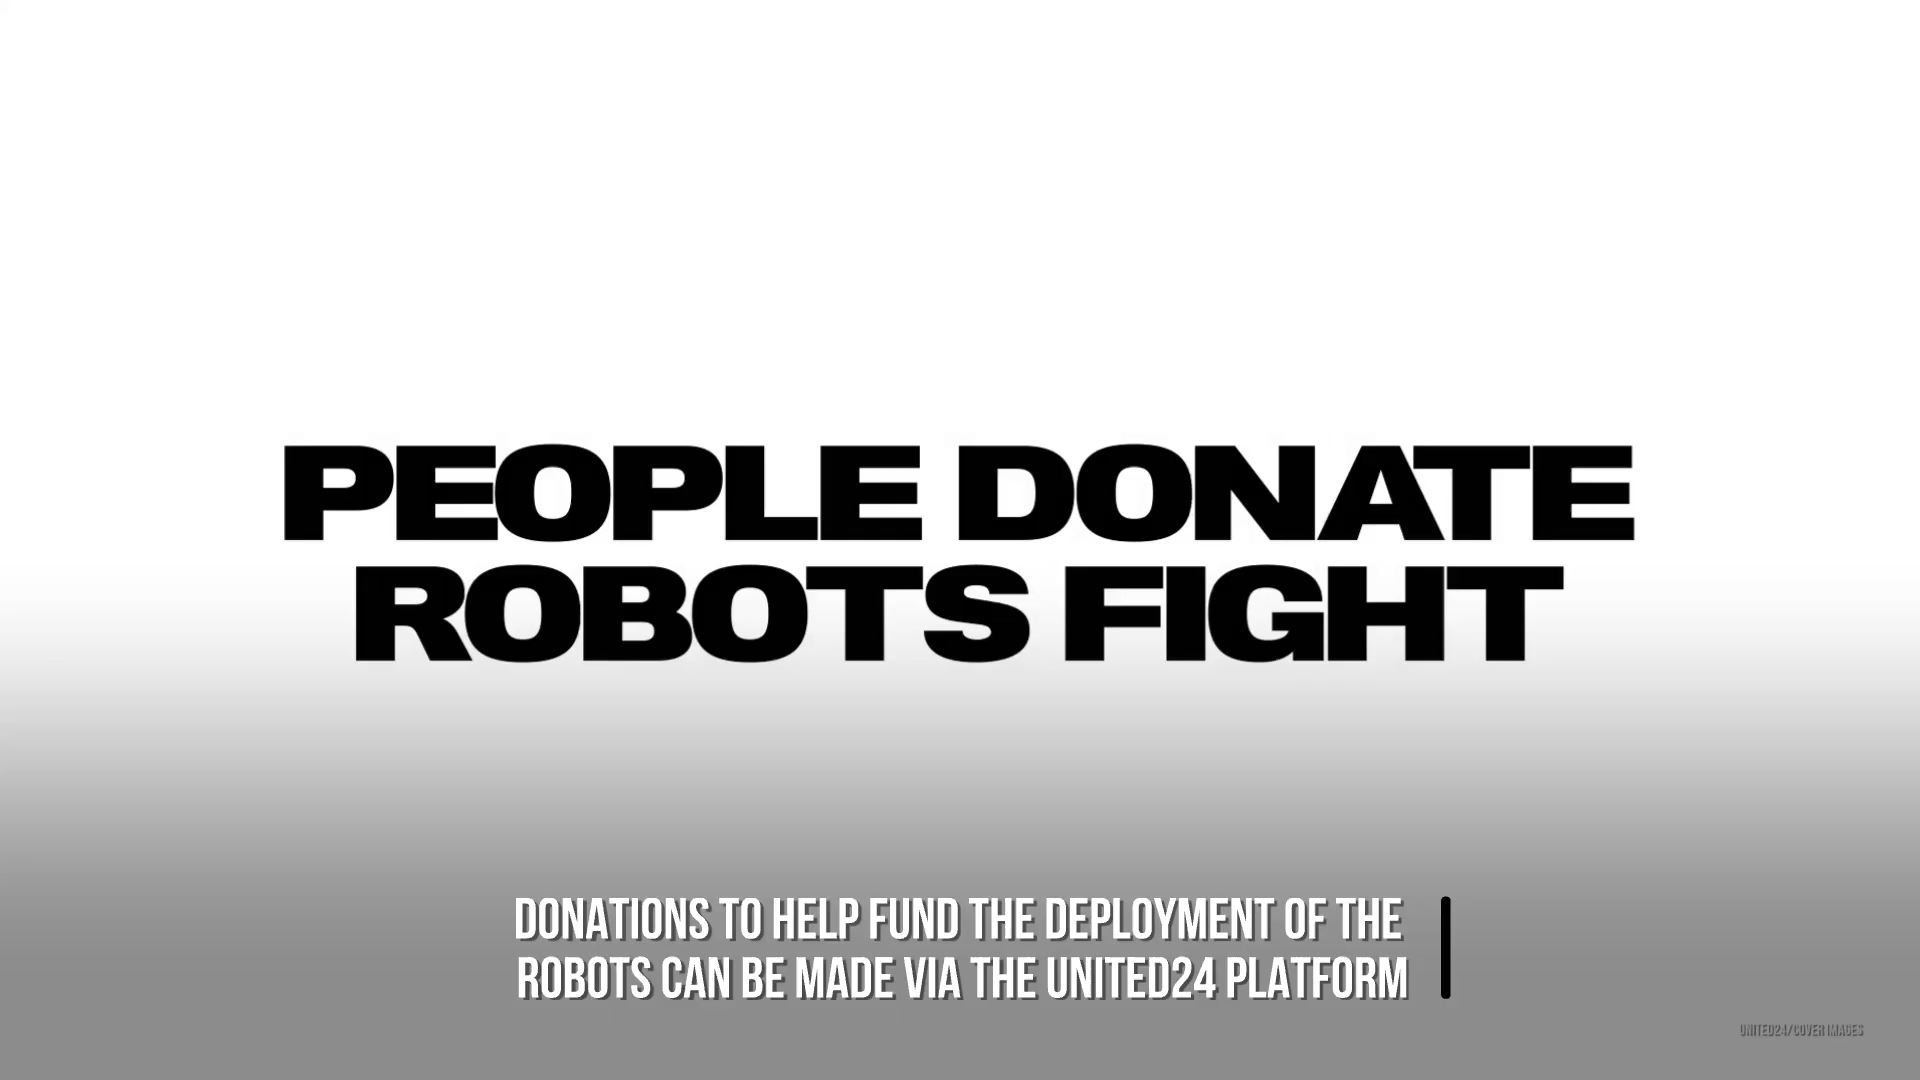 PEOPLE DONATE
ROBOTS FIGHT
DONATIONS TO HELP FUND THE DEPLOYMENT OF THE
ROBOTS CAN BE MADE VIA THE UNITED24 PLATFORM
UNITED24/COVER IMAGES